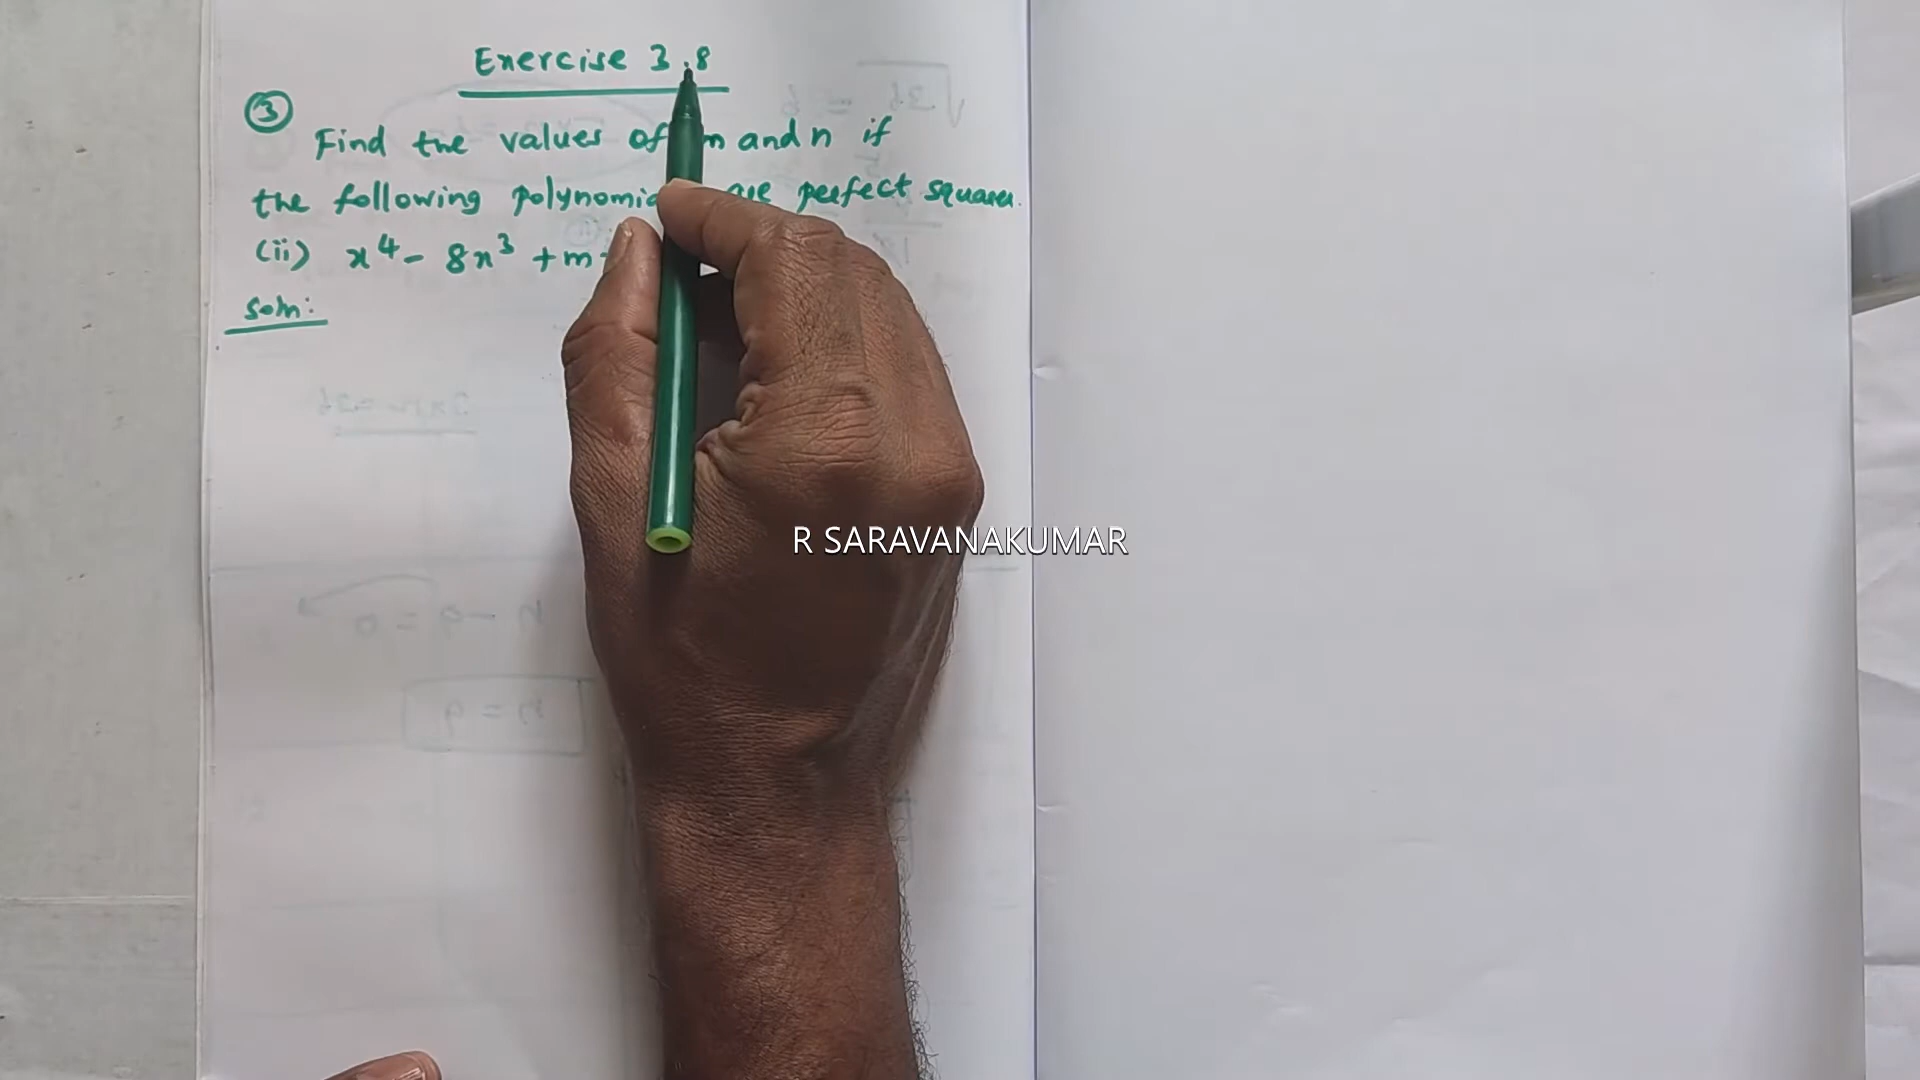 Exercise 3.8
3
Find the values of m and n if
the following are perfect squares.
(ii) x⁴ - 8x³ + m
soln:
R SARAVANAKUMAR